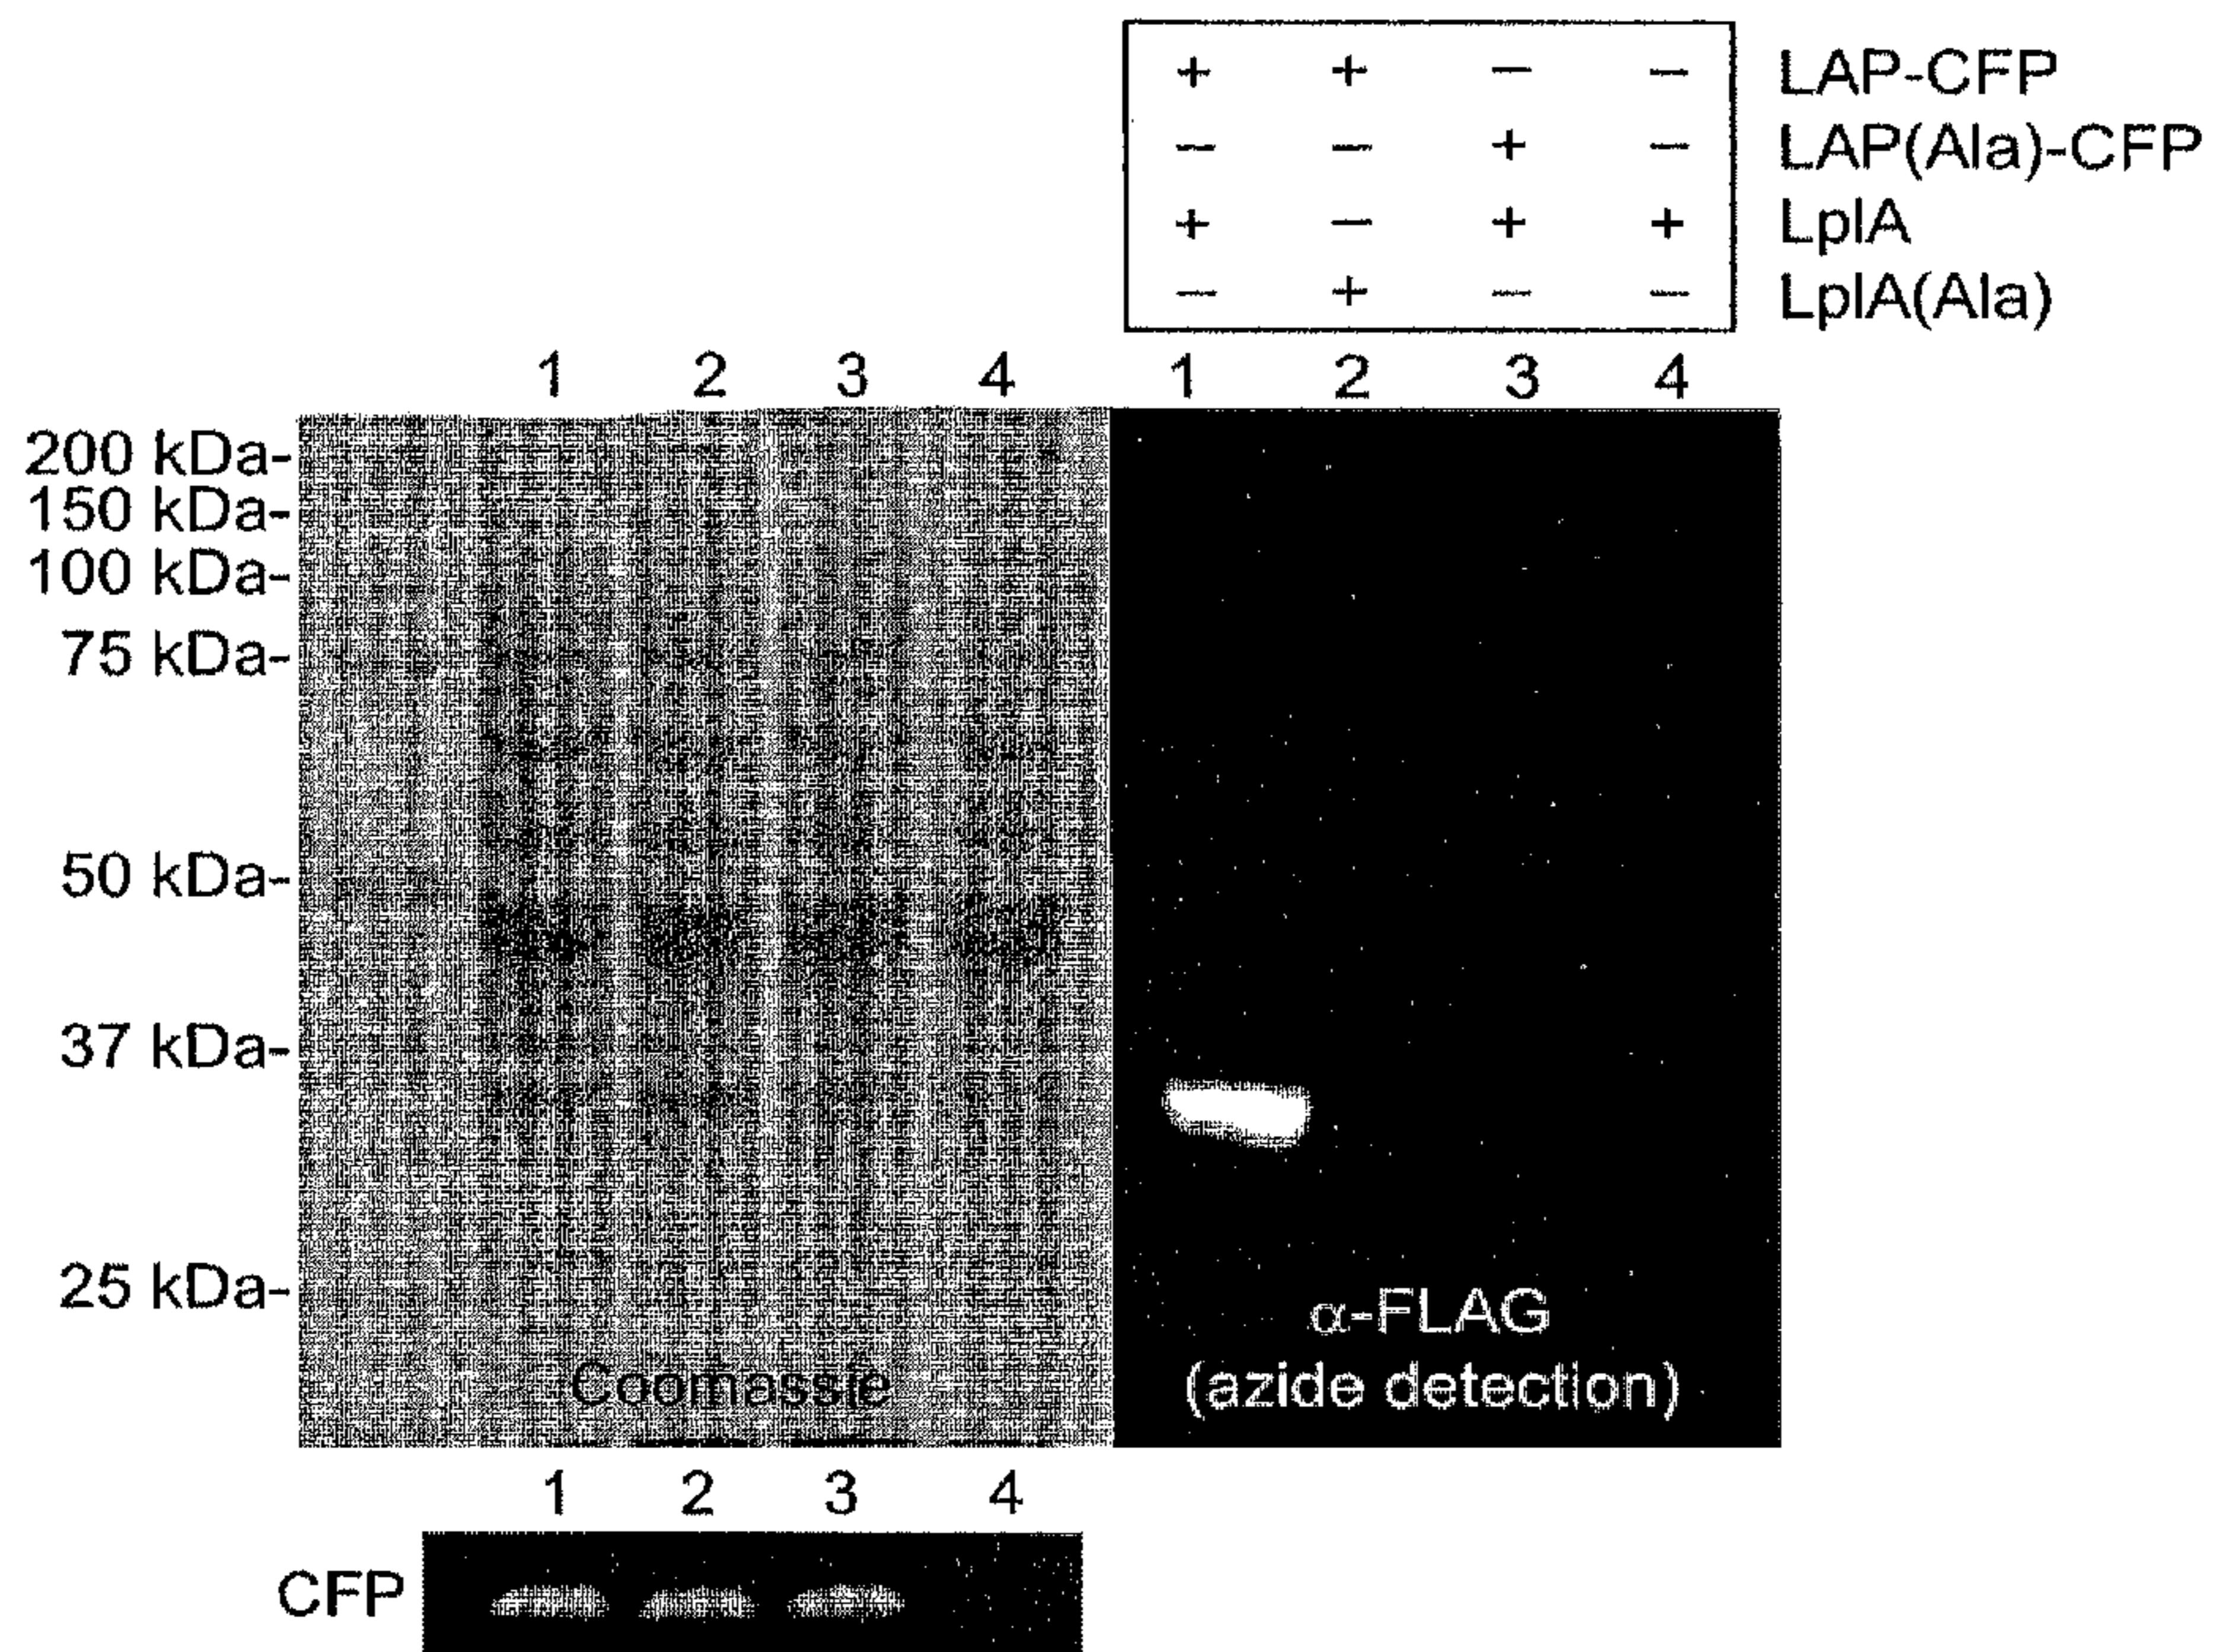 + + − − LAP-CFP
− − + − LAP(Ala)-CFP
+ − + + LplA
− + − − LplA(Ala)
1 2 3 4 1 2 3 4
200 kDa-
150 kDa-
100 kDa-
75 kDa-
50 kDa-
37 kDa-
25 kDa-
Coomassie
α-FLAG
(azide detection)
1 2 3 4
CFP